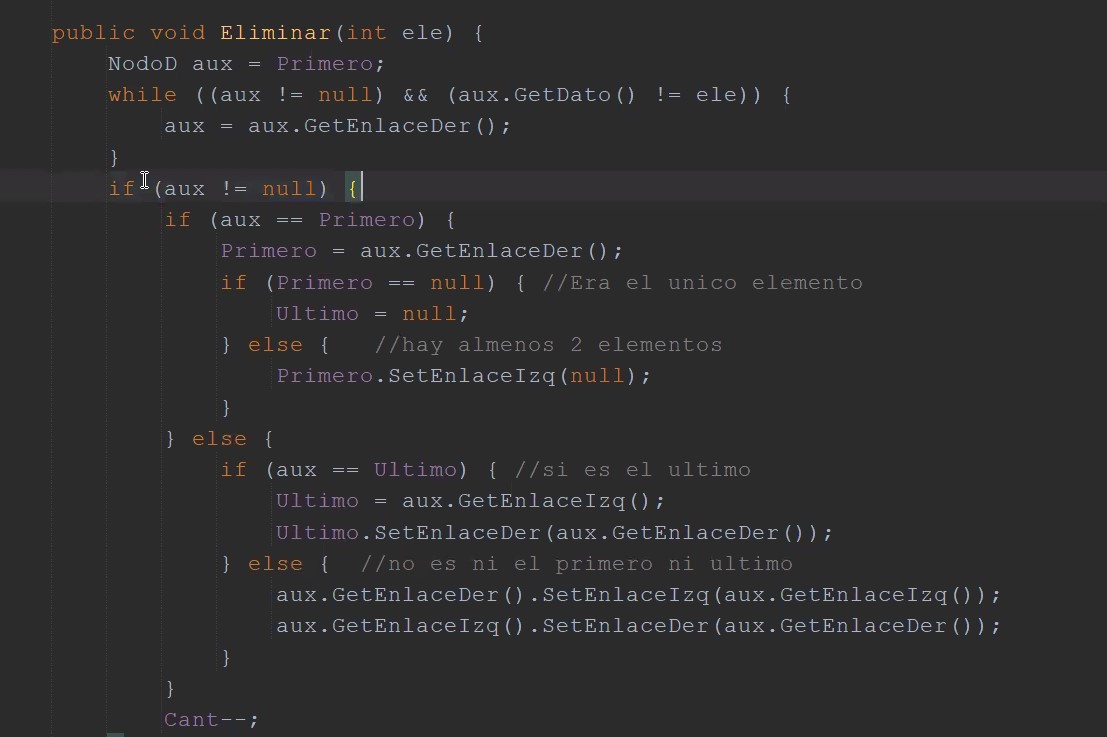 public void Eliminar(int ele) {
NodoD aux = Primero;
while ((aux != null) && (aux.GetDato() != ele)) {
aux = aux.GetEnlaceDer();
}
if (aux != null) {
if (aux == Primero) {
Primero = aux.GetEnlaceDer();
if (Primero == null) { //Era el unico elemento
Ultimo = null;
} else {   //hay almenos 2 elementos
Primero.SetEnlaceIzq(null);
}
} else {
if (aux == Ultimo) { //si es el ultimo
Ultimo = aux.GetEnlaceIzq();
Ultimo.SetEnlaceDer(aux.GetEnlaceDer());
} else {  //no es ni el primero ni ultimo
aux.GetEnlaceDer().SetEnlaceIzq(aux.GetEnlaceIzq());
aux.GetEnlaceIzq().SetEnlaceDer(aux.GetEnlaceDer());
}
}
Cant--;